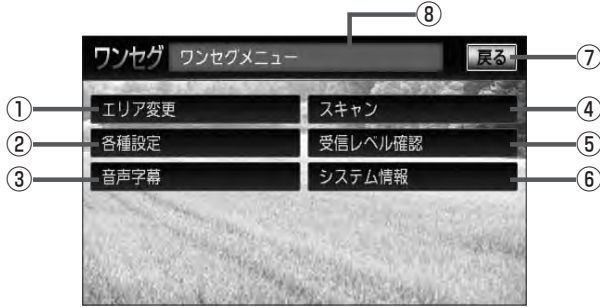 ⑧
ワンセグ ワンセグメニュー 戻る ⑦
① エリア変更 スキャン ④
② 各種設定 受信レベル確認 ⑤
③ 音声字幕 システム情報 ⑥